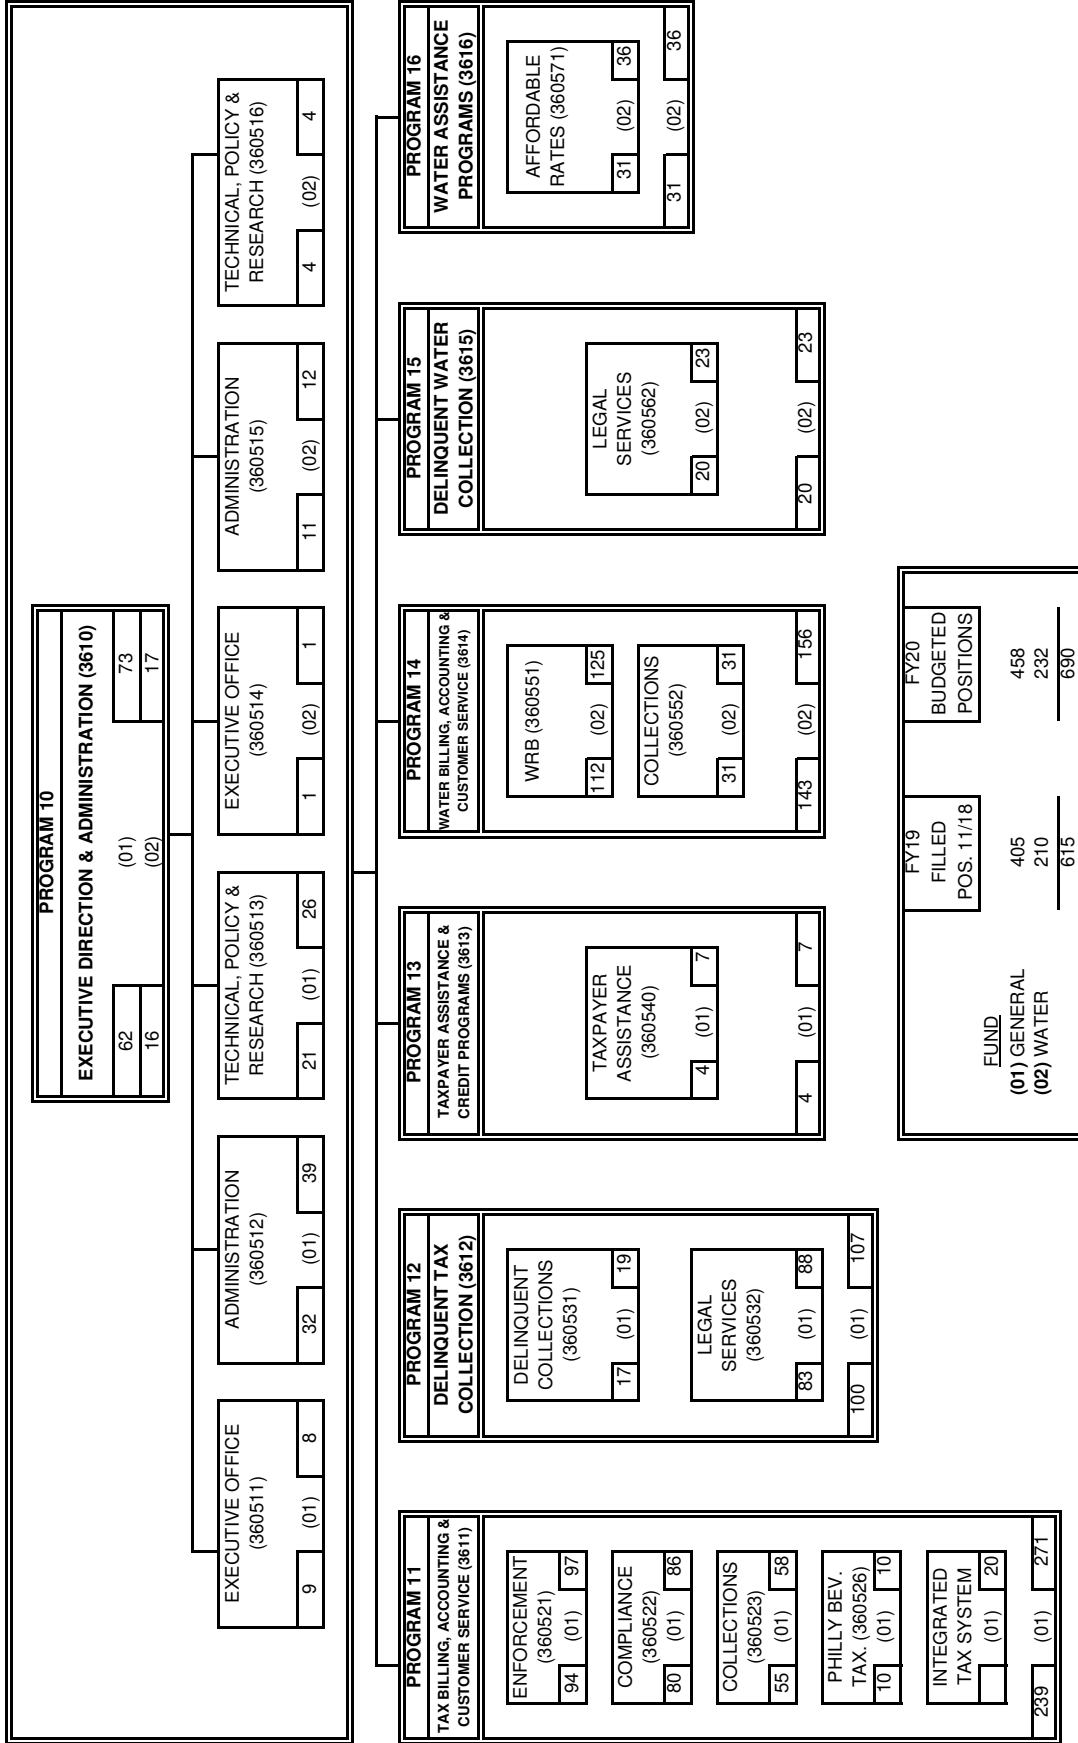 PROGRAM 10
EXECUTIVE DIRECTION & ADMINISTRATION (3610)
62 (01) 73
16 (02) 17
EXECUTIVE OFFICE
(360511)
9 (01) 8
ADMINISTRATION
(360512)
32 (01) 39
TECHNICAL, POLICY &
RESEARCH (360513)
21 (01) 26
EXECUTIVE OFFICE
(360514)
1 (02) 1
ADMINISTRATION
(360515)
11 (02) 12
TECHNICAL, POLICY &
RESEARCH (360516)
4 (02) 4
PROGRAM 11
TAX BILLING, ACCOUNTING &
CUSTOMER SERVICE (3611)
ENFORCEMENT
(360521)
94 (01) 97
COMPLIANCE
(360522)
80 (01) 86
COLLECTIONS
(360523)
55 (01) 58
PHILLY BEV.
TAX. (360526)
10 (01) 10
INTEGRATED
TAX SYSTEM
(01) 20
239 (01) 271
PROGRAM 12
DELINQUENT TAX
COLLECTION (3612)
DELINQUENT
COLLECTIONS
(360531)
17 (01) 19
LEGAL
SERVICES
(360532)
83 (01) 88
100 (01) 107
PROGRAM 13
TAXPAYER ASSISTANCE &
CREDIT PROGRAMS (3613)
TAXPAYER
ASSISTANCE
(360540)
4 (01) 7
4 (01) 7
PROGRAM 14
WATER BILLING, ACCOUNTING &
CUSTOMER SERVICE (3614)
WRB (360551)
112 (02) 125
COLLECTIONS
(360552)
31 (02) 31
143 (02) 156
PROGRAM 15
DELINQUENT WATER
COLLECTION (3615)
LEGAL
SERVICES
(360562)
20 (02) 23
20 (02) 23
PROGRAM 16
WATER ASSISTANCE
PROGRAMS (3616)
AFFORDABLE
RATES (360571)
31 (02) 36
31 (02) 36
FY19 FY20
FILLED BUDGETED
POS. 11/18 POSITIONS
FUND
(01) GENERAL 405 458
(02) WATER 210 232
615 690